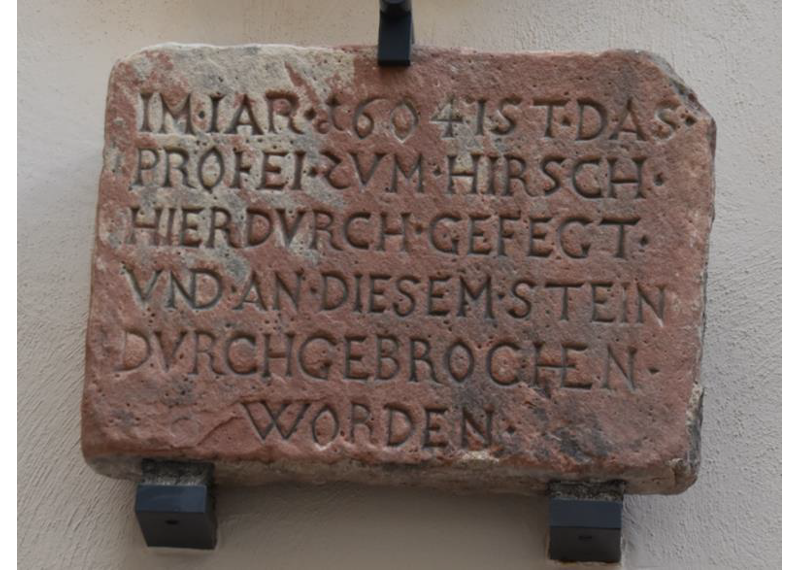 IM·IAR·1604·IST·DAS·
PROFEI·ZVM·HIRSCH·
HIERDVRCH·GEFEGT·
VND·AN·DIESEM·STEIN
DVRCHGEBROCHEN·
WORDEN·